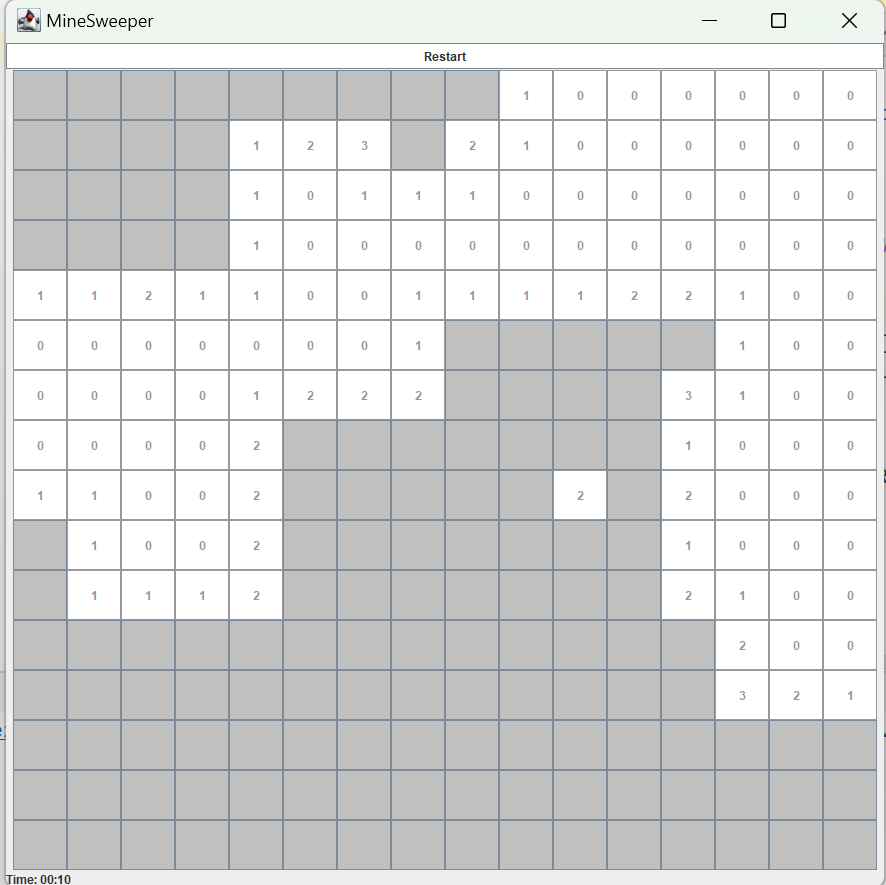 MineSweeper
Restart
1 0 0 0 0 0 0
1 2 3 2 1 0 0 0 0 0 0
1 0 1 1 1 0 0 0 0 0 0 0
1 0 0 0 0 0 0 0 0 0 0 0
1 1 2 1 1 0 0 1 1 1 1 2 2 1 0 0
0 0 0 0 0 0 0 1 1 0 0
0 0 0 0 1 2 2 2 3 1 0 0
0 0 0 0 2 1 0 0 0
1 1 0 0 2 2 2 0 0 0
1 0 0 2 1 0 0 0
1 1 1 2 2 1 0 0
2 0 0
3 2 1
Time: 00:10